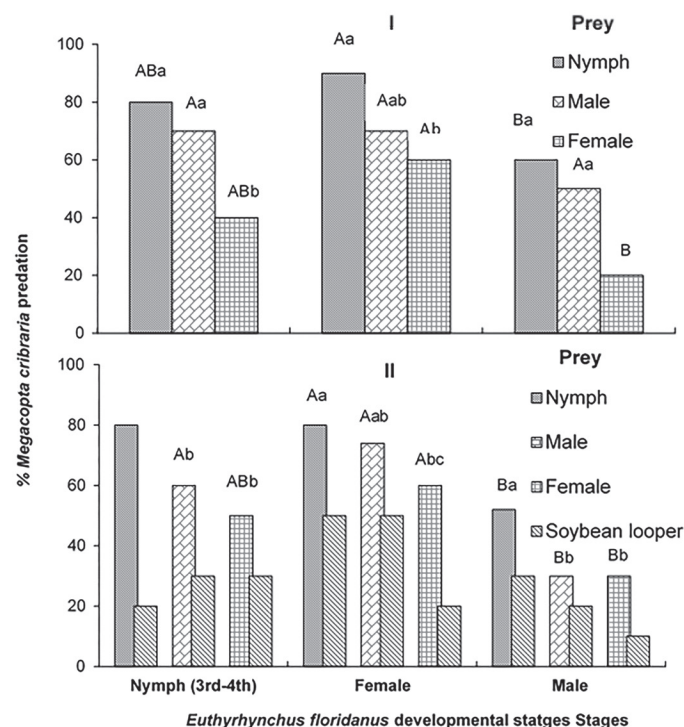 I
Prey
Nymph
Male
Female
100
80
60
40
20
0
ABa
Aa
ABb
Aa
Aab
Ab
Ba
Aa
B
% Megacopta cribraria predation
II
Prey
Nymph
Male
Female
Soybean looper
100
80
60
40
20
0
Ab
ABb
Aa
Aab
Abc
Ba
Bb
Bb
Nymph (3rd-4th)
Female
Male
Euthyrhynchus floridanus developmental statges Stages